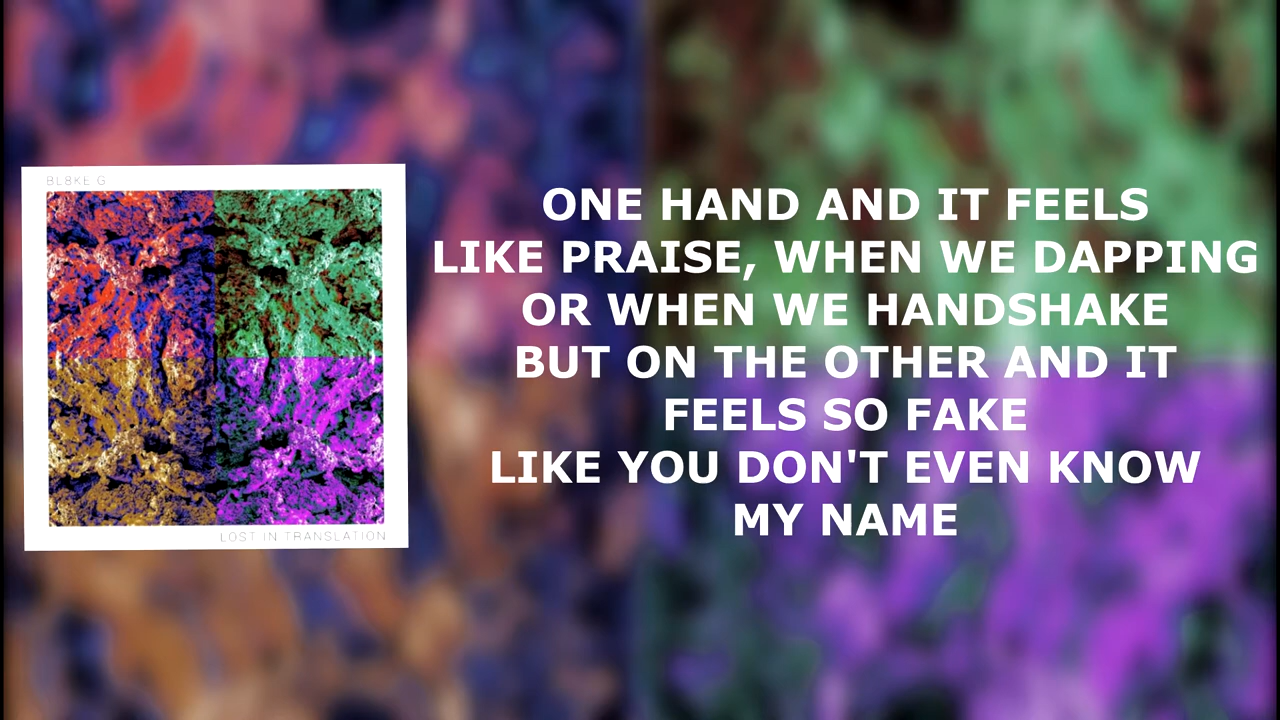 BL8KE G
LOST IN TRANSLATION
ONE HAND AND IT FEELS
LIKE PRAISE, WHEN WE DAPPING
OR WHEN WE HANDSHAKE
BUT ON THE OTHER AND IT
FEELS SO FAKE
LIKE YOU DON'T EVEN KNOW
MY NAME